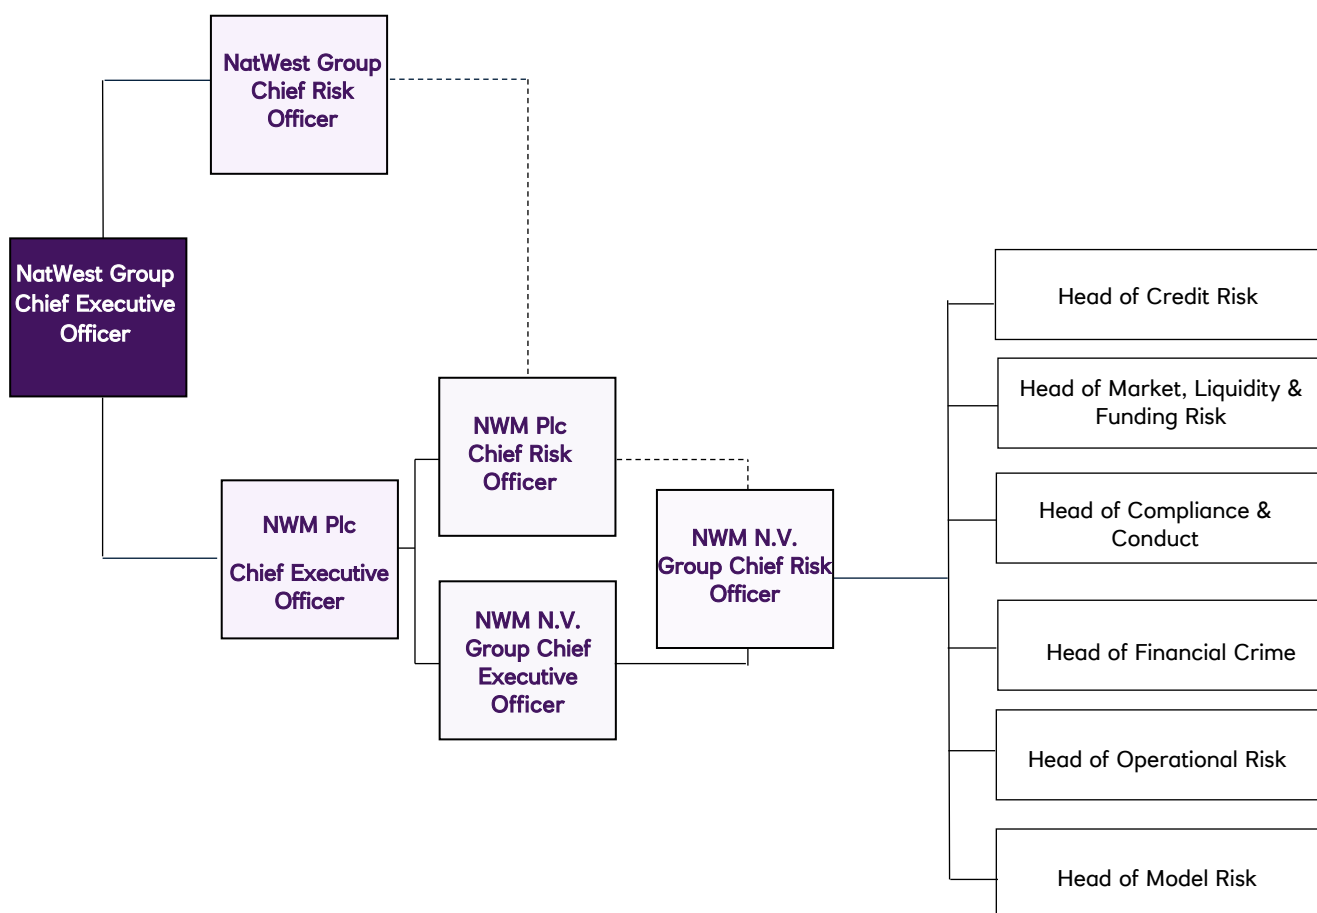 NatWest Group
Chief Risk
Officer
NatWest Group
Chief Executive
Officer
NWM Plc
Chief Risk
Officer
NWM Plc
Chief Executive
Officer
NWM N.V.
Group Chief
Executive
Officer
NWM N.V.
Group Chief Risk
Officer
Head of Credit Risk
Head of Market, Liquidity &
Funding Risk
Head of Compliance &
Conduct
Head of Financial Crime
Head of Operational Risk
Head of Model Risk